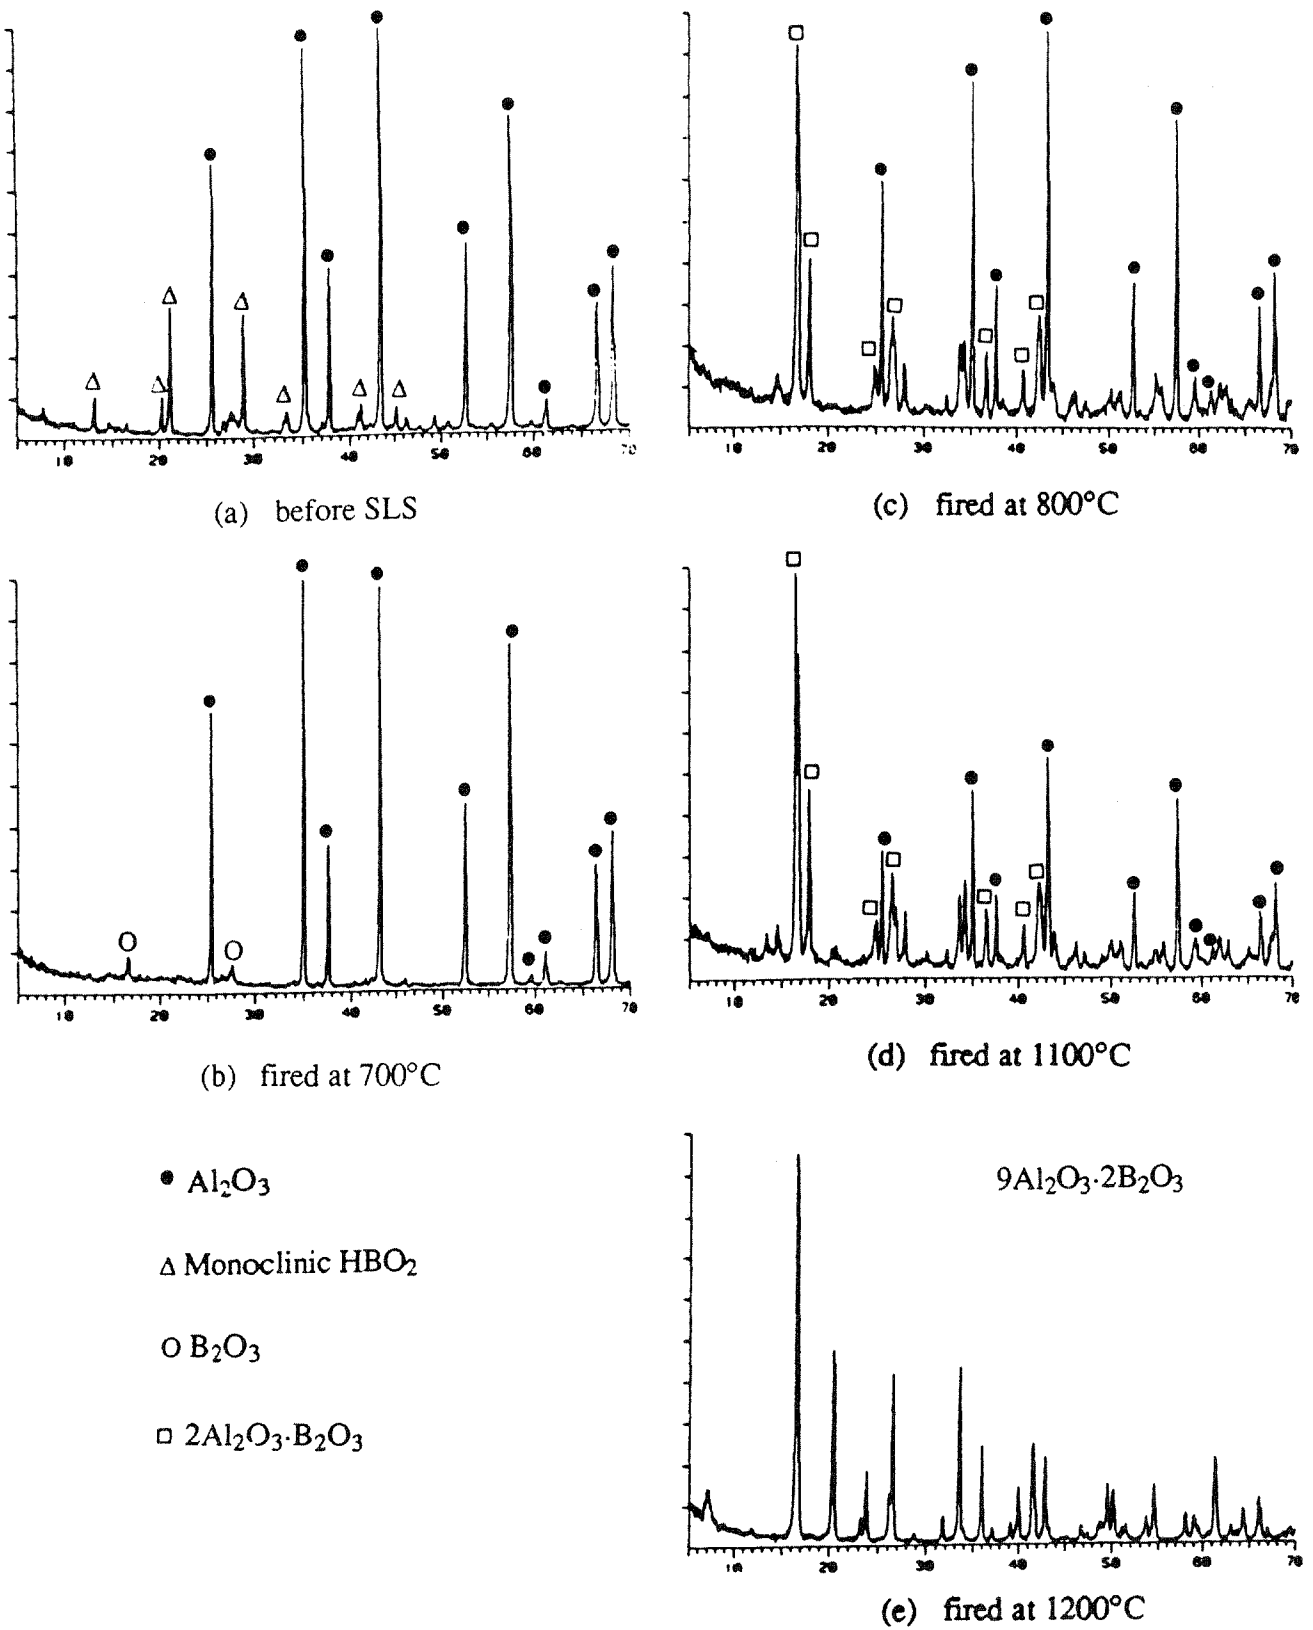 10 20 30 40 50 60 70
(a) before SLS
10 20 30 40 50 60 70
(c) fired at 800°C
10 20 30 40 50 60 70
(b) fired at 700°C
10 20 30 40 50 60 70
(d) fired at 1100°C
● Al₂O₃
Δ Monoclinic HBO₂
O B₂O₃
□ 2Al₂O₃·B₂O₃
9Al₂O₃·2B₂O₃
10 20 30 40 50 60 70
(e) fired at 1200°C